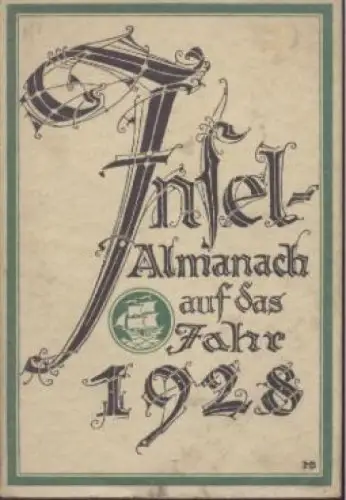 Insel-
Almanach
auf das
Jahr
1928